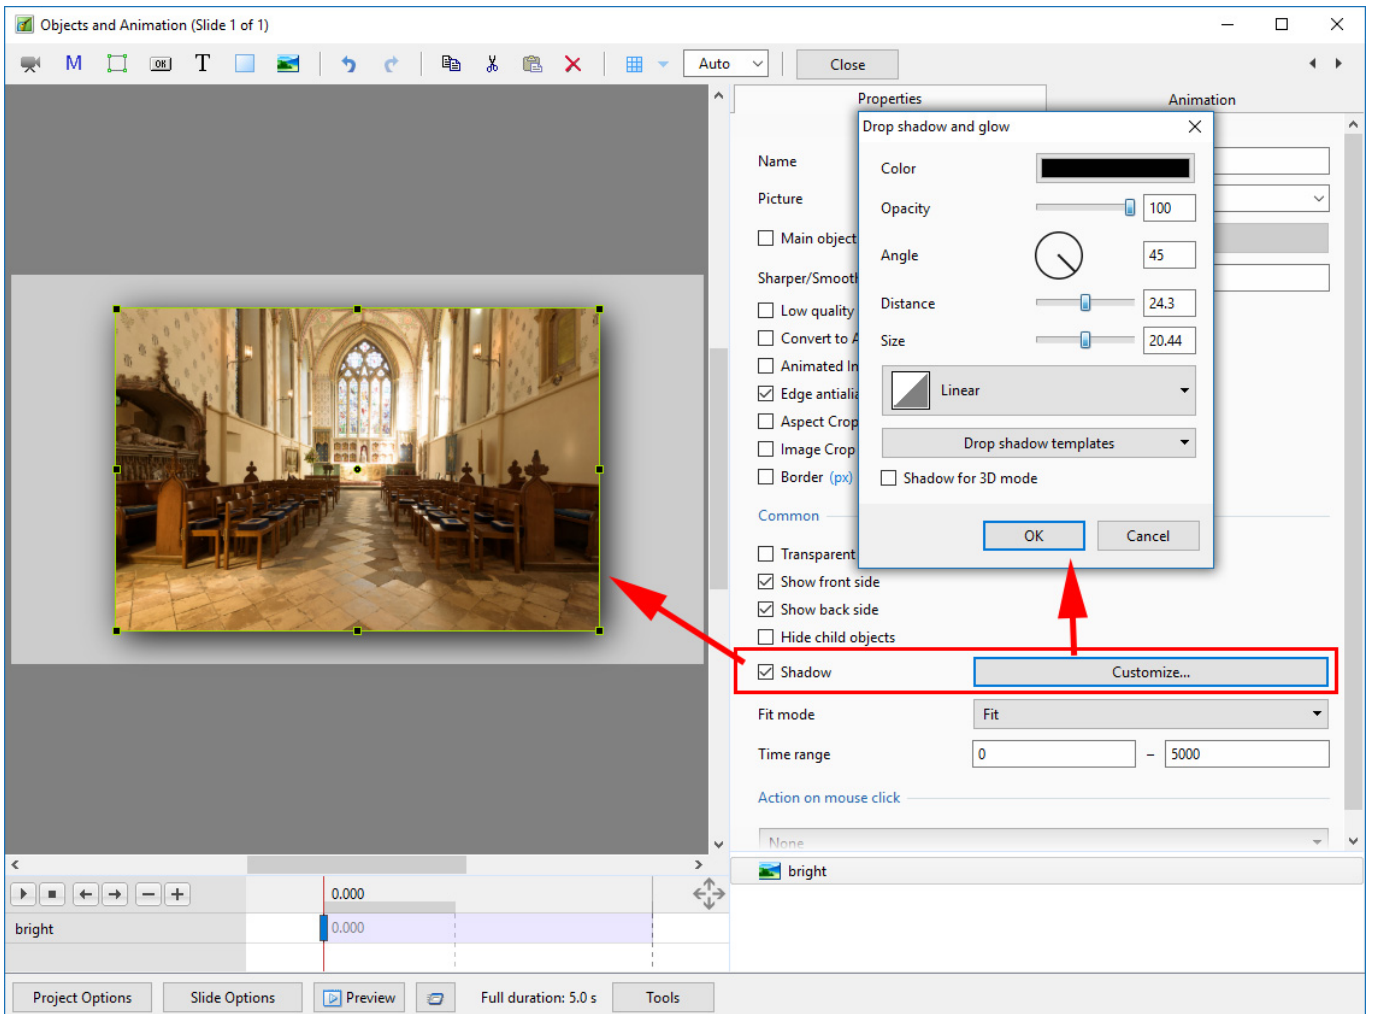 Objects and Animation (Slide 1 of 1)
M OK T Auto Close
Properties Animation
Drop shadow and glow
Name
Color
Picture
Opacity 100
Main object
Angle 45
Sharper/Smooth
Distance 24.3
Low quality
Convert to A
Size 20.44
Animated In
Edge antialia
Linear
Aspect Crop
Image Crop
Drop shadow templates
Border (px)
Shadow for 3D mode
Common
OK Cancel
Transparent
Show front side
Show back side
Hide child objects
Shadow Customize...
Fit mode Fit
Time range 0 – 5000
Action on mouse click
None
bright
0.000
bright 0.000
Project Options Slide Options Preview Full duration: 5.0 s Tools